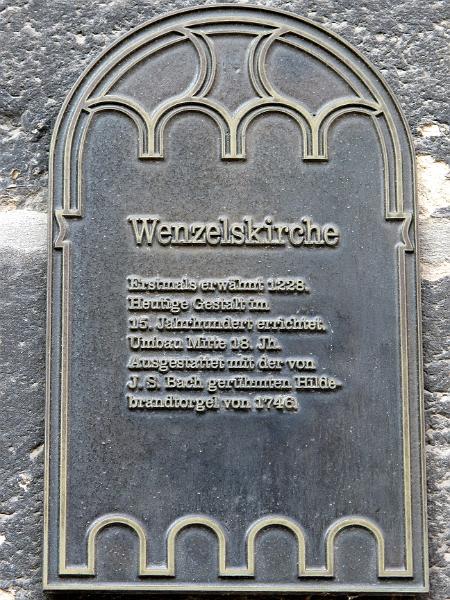 Wenzelskirche
Erstmals erwähnt 1228.
Heutige Gestalt im
15. Jahrhundert errichtet.
Umbau Mitte 18. Jh.
Ausgestattet mit der von
J. S. Bach gerühmten Hilde-
brandtorgel von 1746.